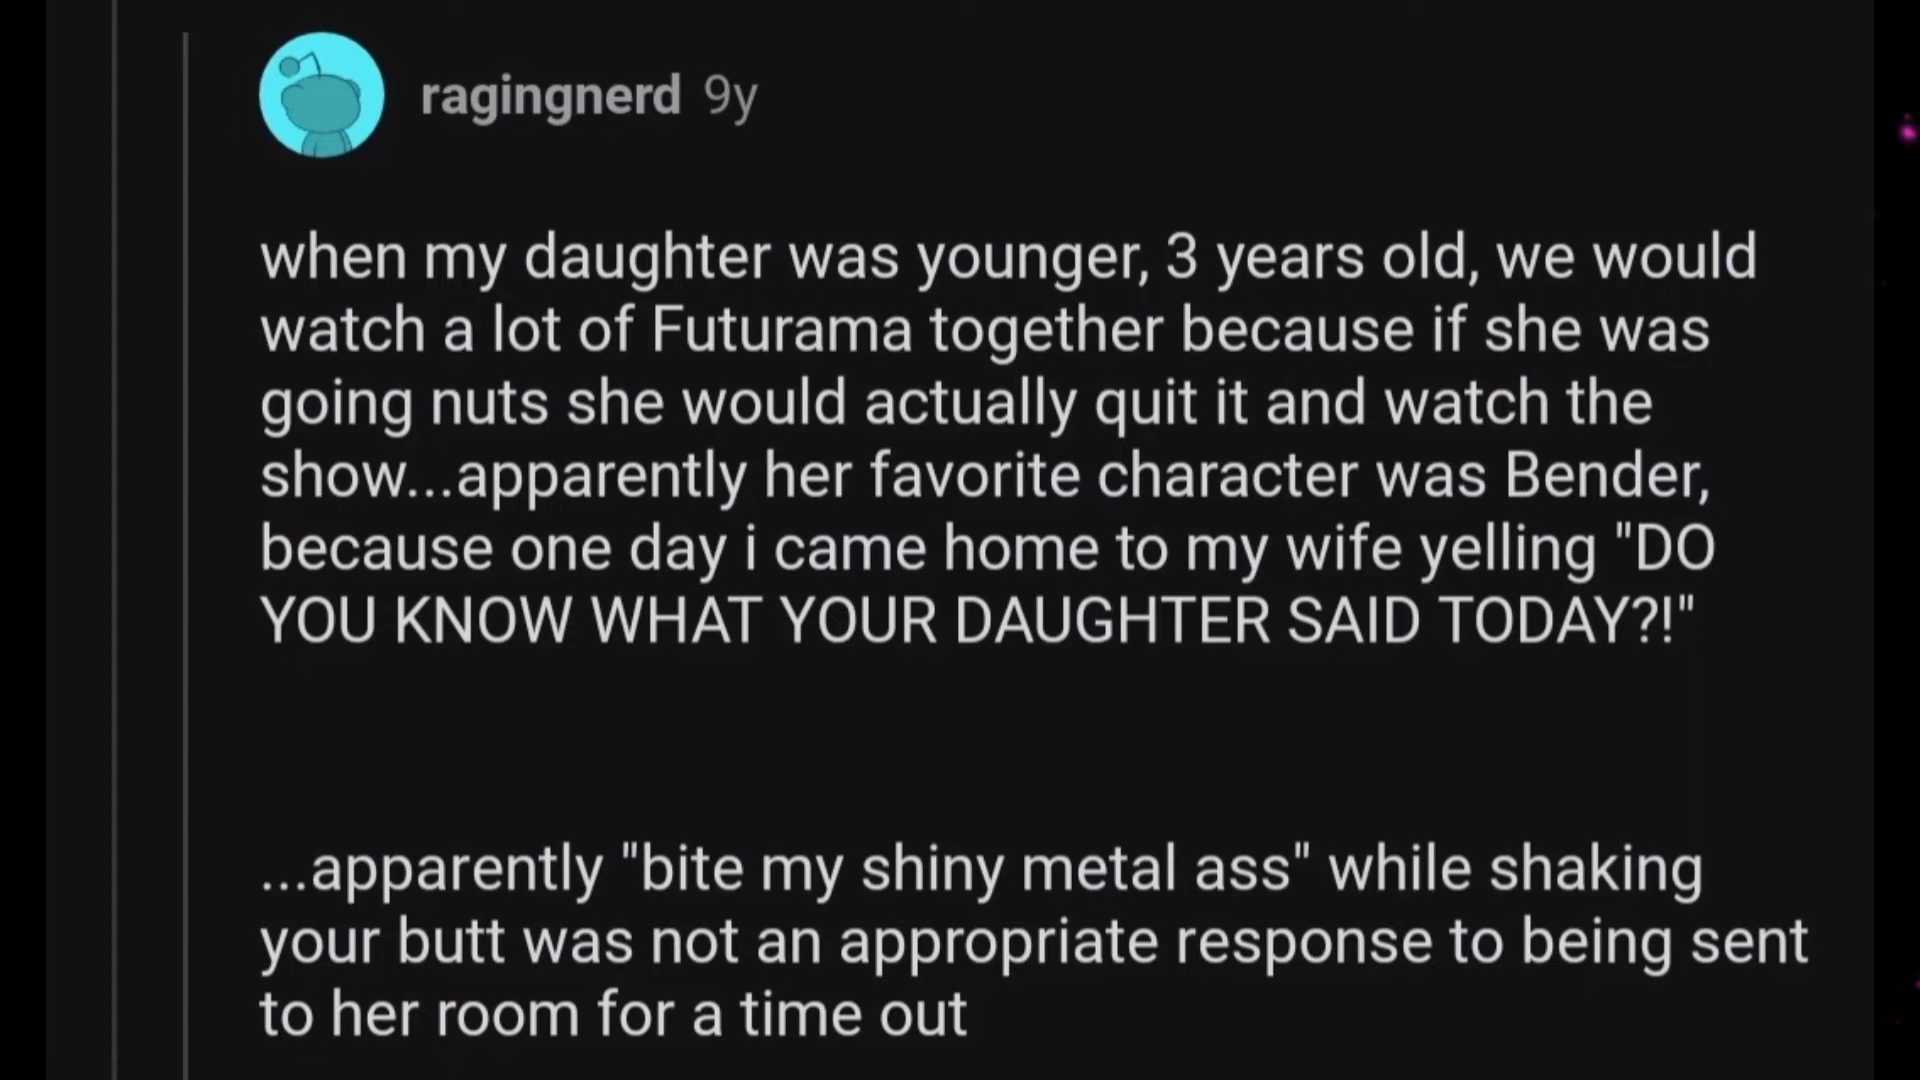 ragingnerd 9y
when my daughter was younger, 3 years old, we would
watch a lot of Futurama together because if she was
going nuts she would actually quit it and watch the
show...apparently her favorite character was Bender,
because one day i came home to my wife yelling "DO
YOU KNOW WHAT YOUR DAUGHTER SAID TODAY?!"
...apparently "bite my shiny metal ass" while shaking
your butt was not an appropriate response to being sent
to her room for a time out